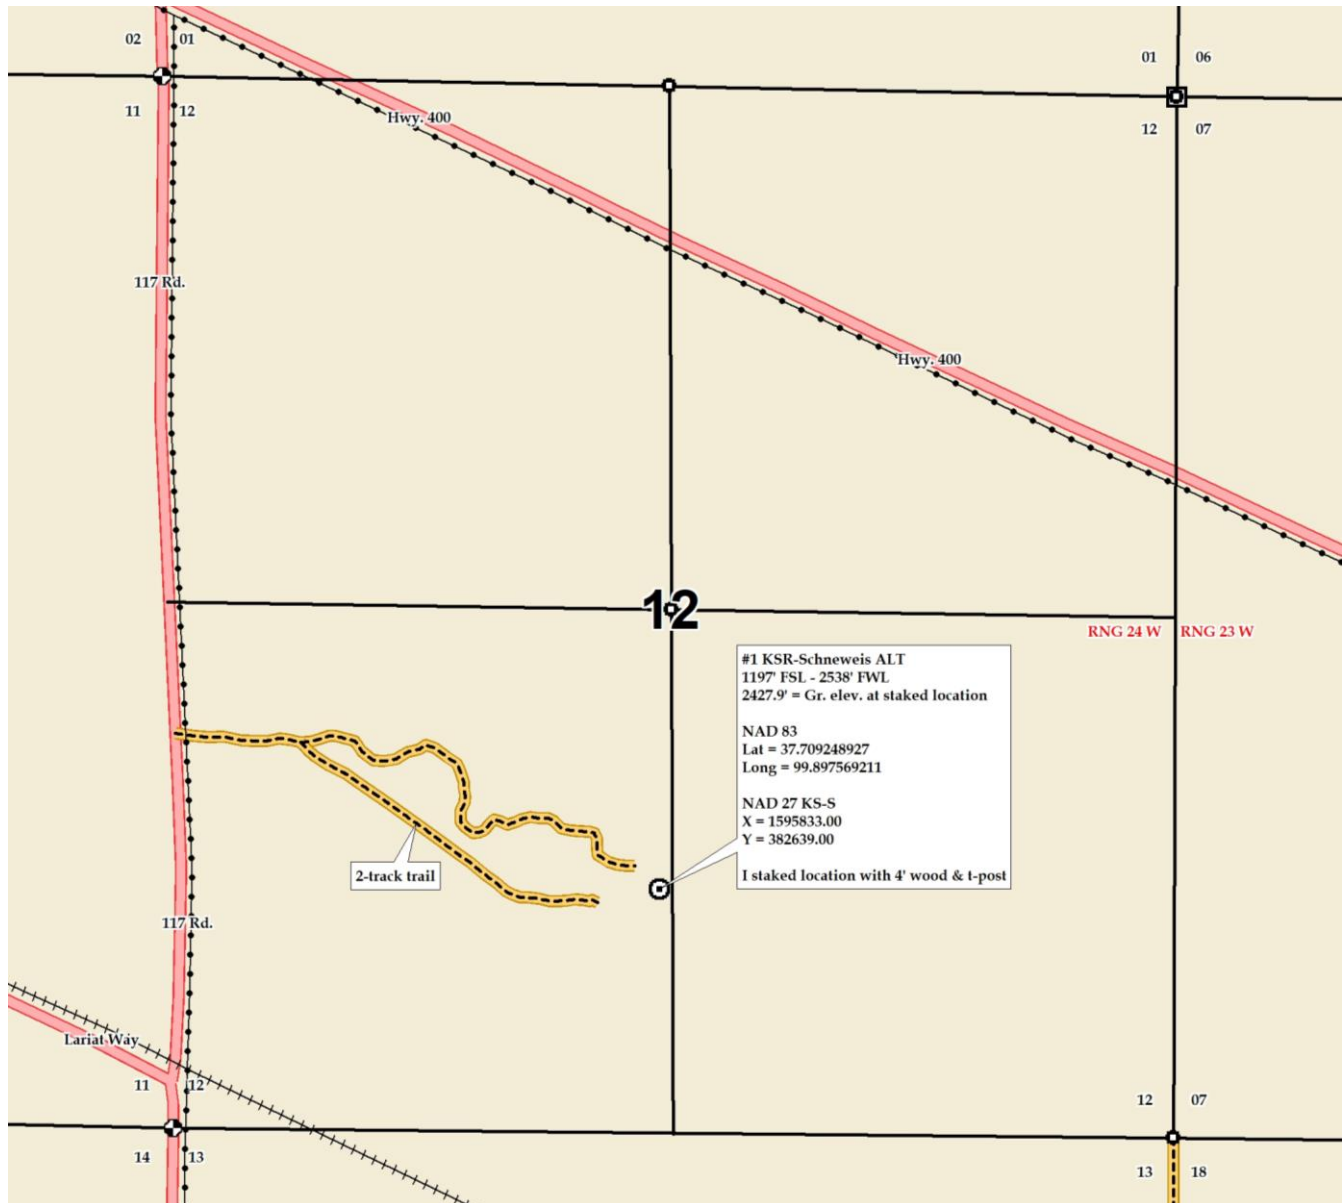 02 01
01 06
11 12
Hwy. 400
12 07
117 Rd.
Hwy. 400
12
RNG 24 W RNG 23 W
#1 KSR-Schneweis ALT
1197' FSL - 2538' FWL
2427.9' = Gr. elev. at staked location
NAD 83
Lat = 37.709248927
Long = 99.897569211
NAD 27 KS-S
X = 1595833.00
Y = 382639.00
I staked location with 4' wood & t-post
2-track trail
117 Rd.
Lariat Way
11 12
12 07
14 13
13 18